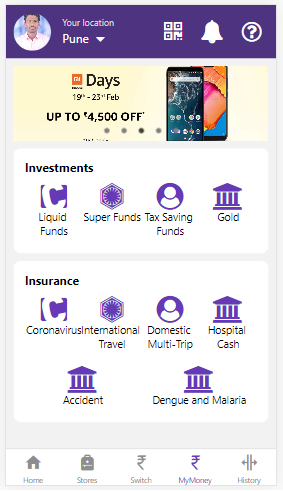 Your location
Pune
mi Days
19th - 23rd Feb
UP TO ₹4,500 OFF*
Investments
Liquid Funds
Super Funds
Tax Saving Funds
Gold
Insurance
Coronavirus
International Travel
Domestic Multi-Trip
Hospital Cash
Accident
Dengue and Malaria
Home
Stores
Switch
MyMoney
History